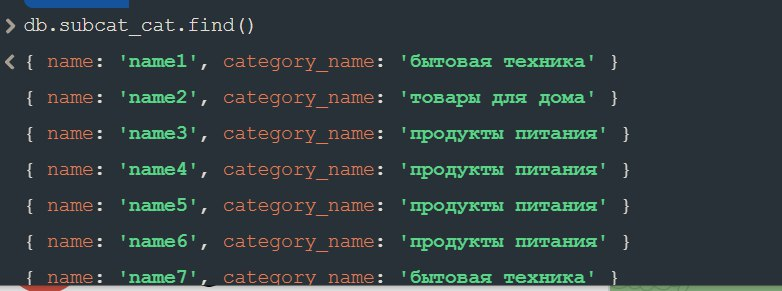 db.subcat_cat.find()
{ name: 'name1', category_name: 'бытовая техника' }
{ name: 'name2', category_name: 'товары для дома' }
{ name: 'name3', category_name: 'продукты питания' }
{ name: 'name4', category_name: 'продукты питания' }
{ name: 'name5', category_name: 'продукты питания' }
{ name: 'name6', category_name: 'продукты питания' }
{ name: 'name7', category_name: 'бытовая техника' }